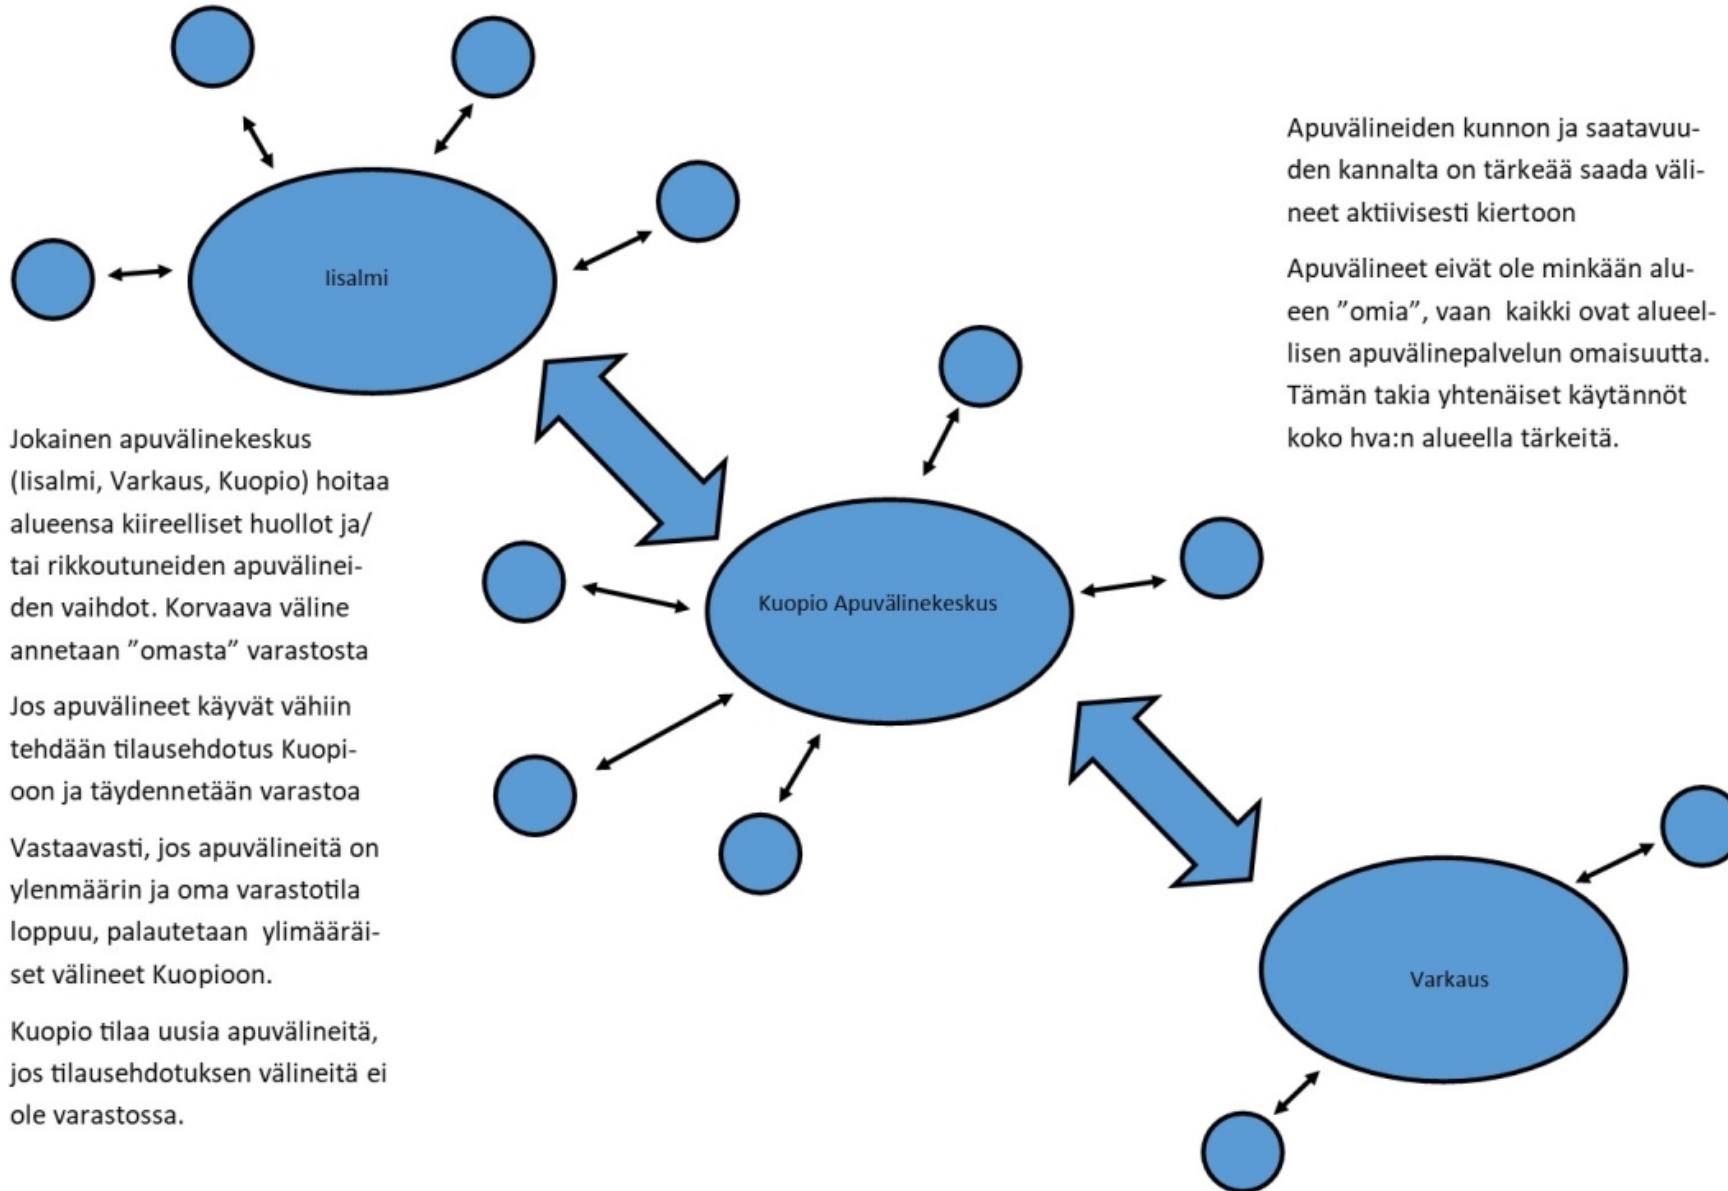 Iisalmi
Jokainen apuvälinekeskus
(Iisalmi, Varkaus, Kuopio) hoitaa
alueensa kiireelliset huollot ja/
tai rikkoutuneiden apuvälinei-
den vaihdot. Korvaava väline
annetaan ”omasta” varastosta
Jos apuvälineet käyvät vähiin
tehdään tilausehdotus Kuopi-
oon ja täydennetään varastoa
Vastaavasti, jos apuvälineitä on
ylenmäärin ja oma varastotila
loppuu, palautetaan  ylimääräi-
set välineet Kuopioon.
Kuopio tilaa uusia apuvälineitä,
jos tilausehdotuksen välineitä ei
ole varastossa.
Kuopio Apuvälinekeskus
Apuvälineiden kunnon ja saatavuu-
den kannalta on tärkeää saada väli-
neet aktiivisesti kiertoon
Apuvälineet eivät ole minkään alu-
een ”omia”, vaan  kaikki ovat alueel-
lisen apuvälinepalvelun omaisuutta.
Tämän takia yhtenäiset käytännöt
koko hva:n alueella tärkeitä.
Varkaus